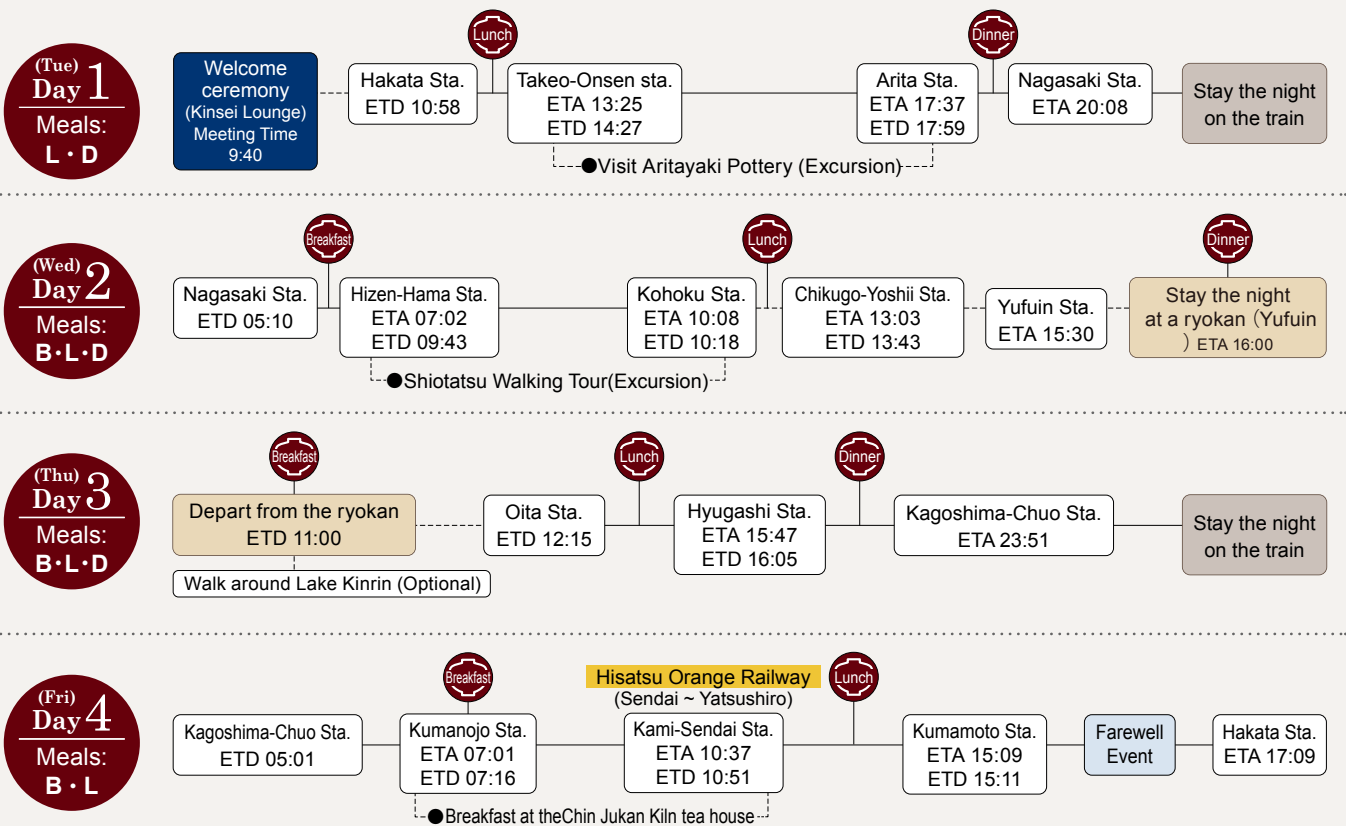 (Tue)
Day 1
Meals:
L・D
Welcome
ceremony
(Kinsei Lounge)
Meeting Time
9:40
Hakata Sta.
ETD 10:58
Lunch
Takeo-Onsen sta.
ETA 13:25
ETD 14:27
●Visit Aritayaki Pottery (Excursion)
Arita Sta.
ETA 17:37
ETD 17:59
Dinner
Nagasaki Sta.
ETA 20:08
Stay the night
on the train
(Wed)
Day 2
Meals:
B・L・D
Nagasaki Sta.
ETD 05:10
Breakfast
Hizen-Hama Sta.
ETA 07:02
ETD 09:43
●Shiotatsu Walking Tour(Excursion)
Kohoku Sta.
ETA 10:08
ETD 10:18
Lunch
Chikugo-Yoshii Sta.
ETA 13:03
ETD 13:43
Yufuin Sta.
ETA 15:30
Dinner
Stay the night
at a ryokan（Yufuin
）ETA 16:00
(Thu)
Day 3
Meals:
B・L・D
Breakfast
Depart from the ryokan
ETD 11:00
Walk around Lake Kinrin (Optional)
Oita Sta.
ETD 12:15
Lunch
Hyugashi Sta.
ETA 15:47
ETD 16:05
Dinner
Kagoshima-Chuo Sta.
ETA 23:51
Stay the night
on the train
(Fri)
Day 4
Meals:
B・L
Kagoshima-Chuo Sta.
ETD 05:01
Breakfast
Kumanojo Sta.
ETA 07:01
ETD 07:16
●Breakfast at theChin Jukan Kiln tea house
Hisatsu Orange Railway
(Sendai ~ Yatsushiro)
Kami-Sendai Sta.
ETA 10:37
ETD 10:51
Lunch
Kumamoto Sta.
ETA 15:09
ETD 15:11
Farewell
Event
Hakata Sta.
ETA 17:09